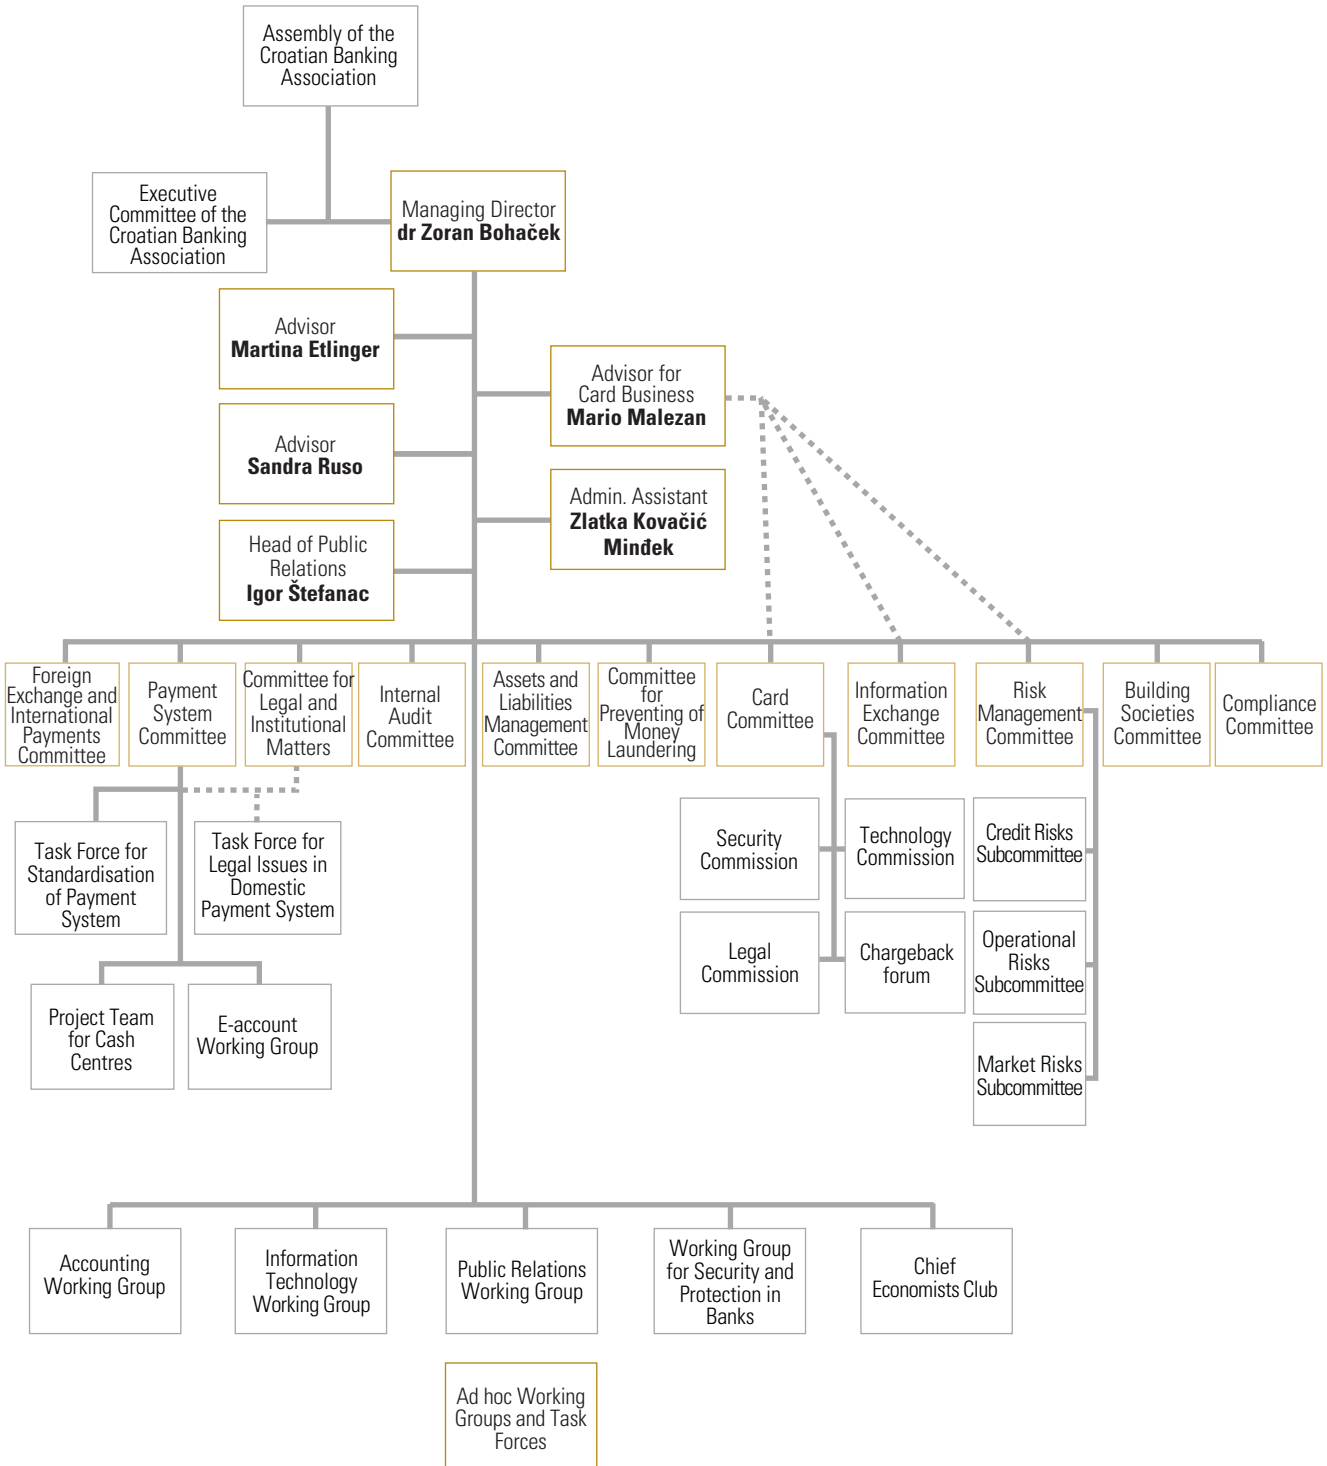 Assembly of the
Croatian Banking
Association
Executive
Committee of the
Croatian Banking
Association
Managing Director
dr Zoran Bohaček
Advisor
Martina Etlinger
Advisor for
Card Business
Mario Malezan
Advisor
Sandra Ruso
Admin. Assistant
Zlatka Kovačić
Minđek
Head of Public
Relations
Igor Štefanac
Foreign
Exchange and
International
Payments
Committee
Payment
System
Committee
Committee for
Legal and
Institutional
Matters
Internal
Audit
Committee
Assets and
Liabilities
Management
Committee
Committee
for
Preventing of
Money
Laundering
Card
Committee
Information
Exchange
Committee
Risk
Management
Committee
Building
Societies
Committee
Compliance
Committee
Task Force for
Standardisation
of Payment
System
Task Force for
Legal Issues in
Domestic
Payment System
Security
Commission
Technology
Commission
Credit Risks
Subcommittee
Legal
Commission
Chargeback
forum
Operational
Risks
Subcommittee
Project Team
for Cash
Centres
E-account
Working Group
Market Risks
Subcommittee
Accounting
Working Group
Information
Technology
Working Group
Public Relations
Working Group
Working Group
for Security and
Protection in
Banks
Chief
Economists Club
Ad hoc Working
Groups and Task
Forces